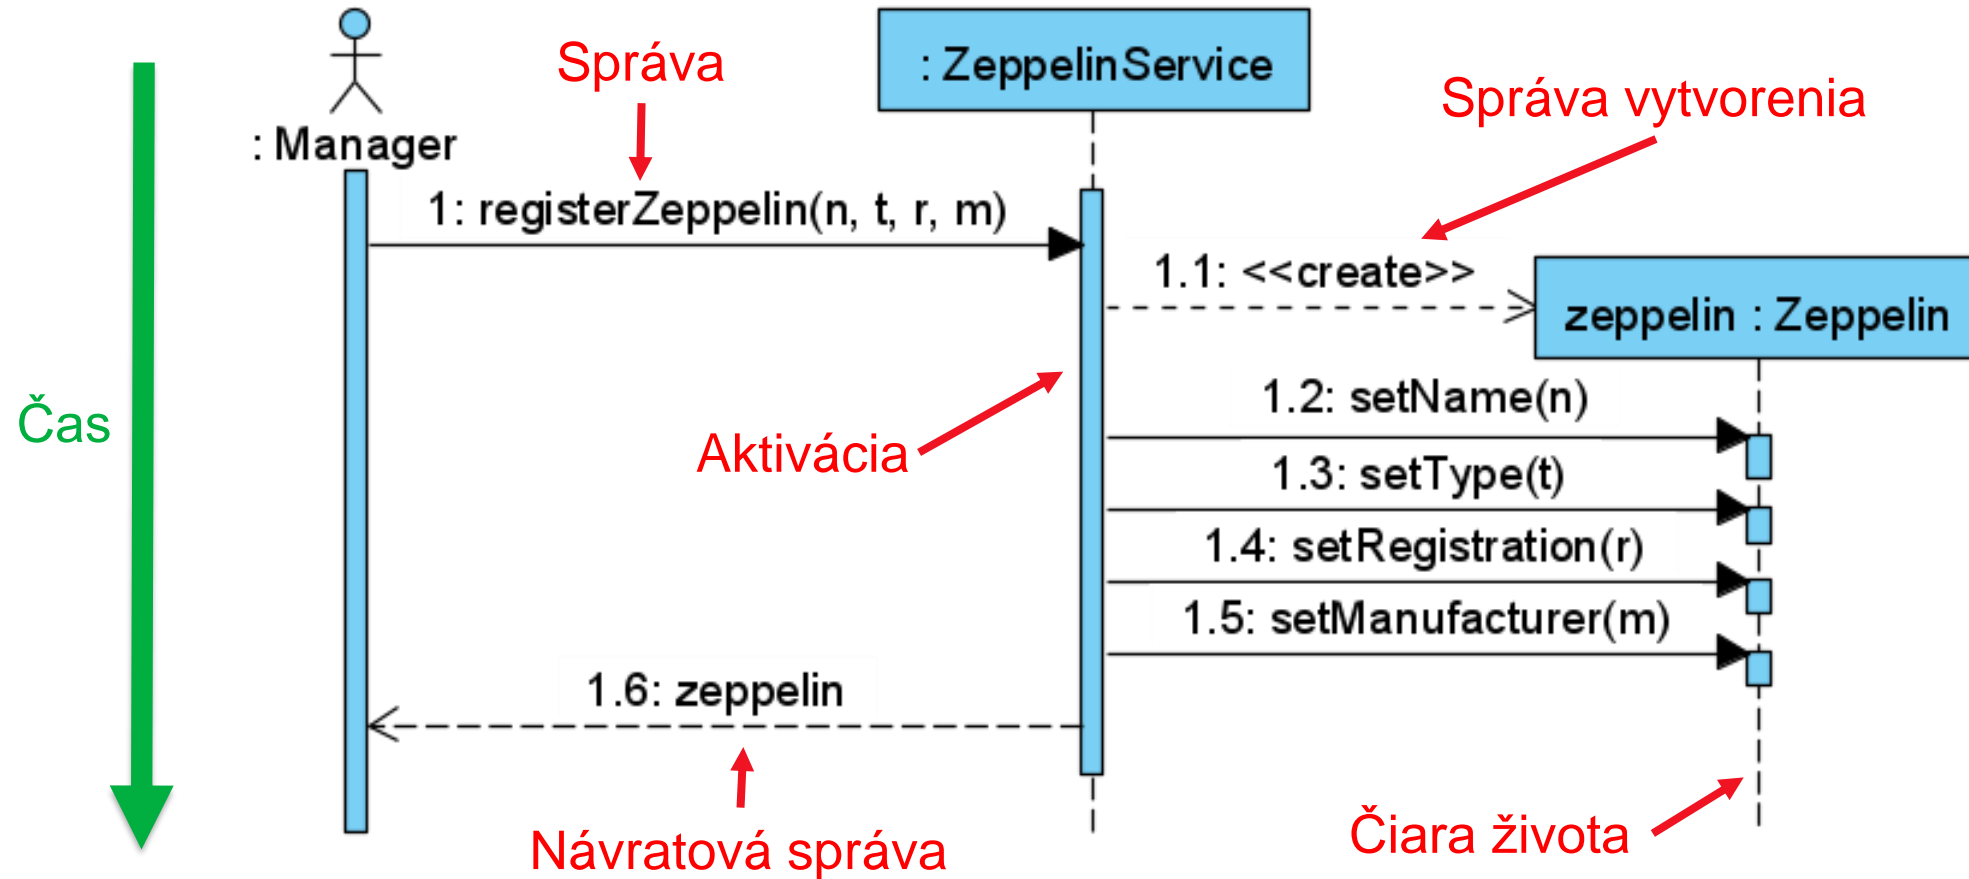 Správa
: ZeppelinService
Správa vytvorenia
: Manager
1: registerZeppelin(n, t, r, m)
1.1: <<create>>
zeppelin : Zeppelin
1.2: setName(n)
Čas
Aktivácia
1.3: setType(t)
1.4: setRegistration(r)
1.5: setManufacturer(m)
1.6: zeppelin
Návratová správa
Čiara života